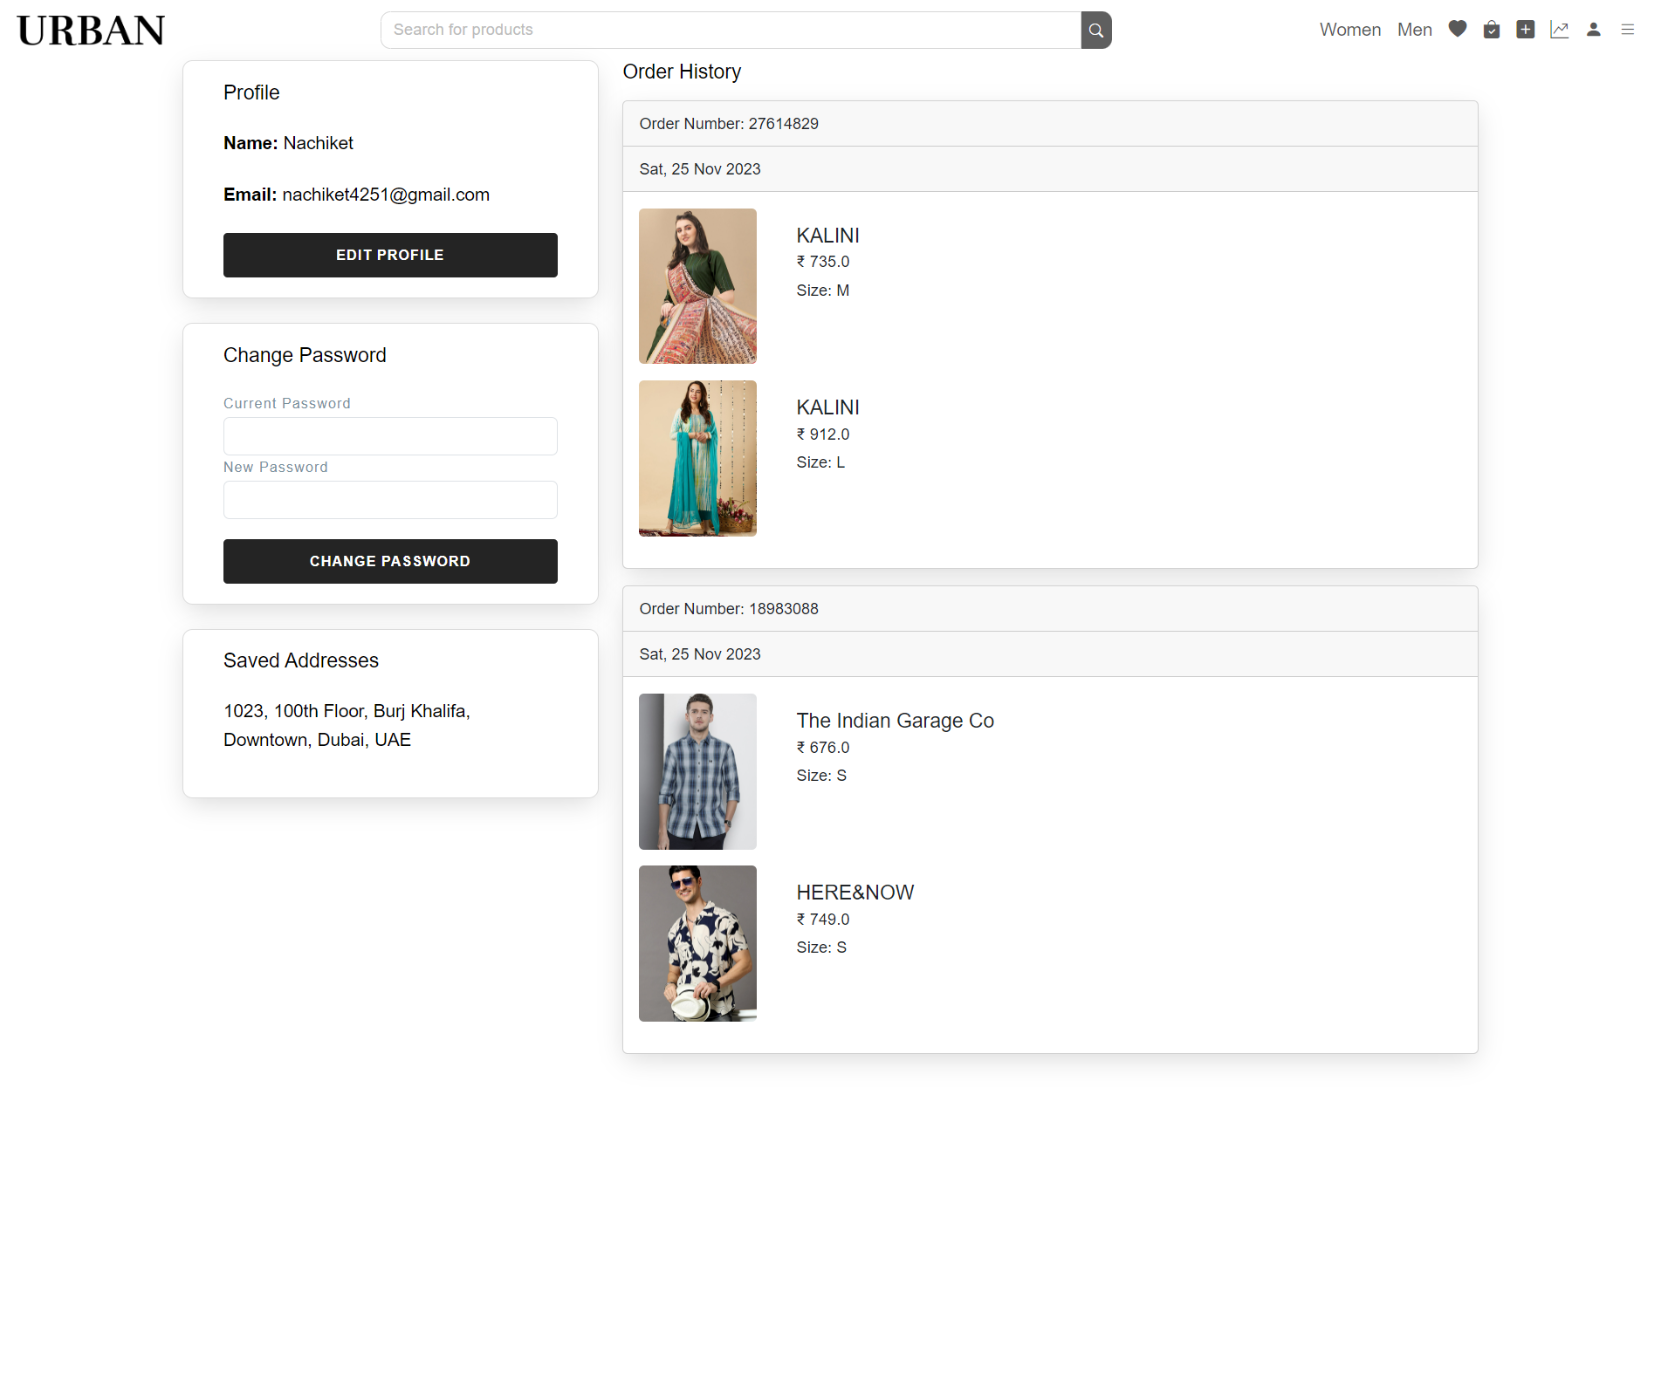 URBAN
Search for products
Women
Men
Profile
Name: Nachiket
Email: nachiket4251@gmail.com
EDIT PROFILE
Change Password
Current Password
New Password
CHANGE PASSWORD
Saved Addresses
1023, 100th Floor, Burj Khalifa,
Downtown, Dubai, UAE
Order History
Order Number: 27614829
Sat, 25 Nov 2023
KALINI
₹ 735.0
Size: M
KALINI
₹ 912.0
Size: L
Order Number: 18983088
Sat, 25 Nov 2023
The Indian Garage Co
₹ 676.0
Size: S
HERE&NOW
₹ 749.0
Size: S